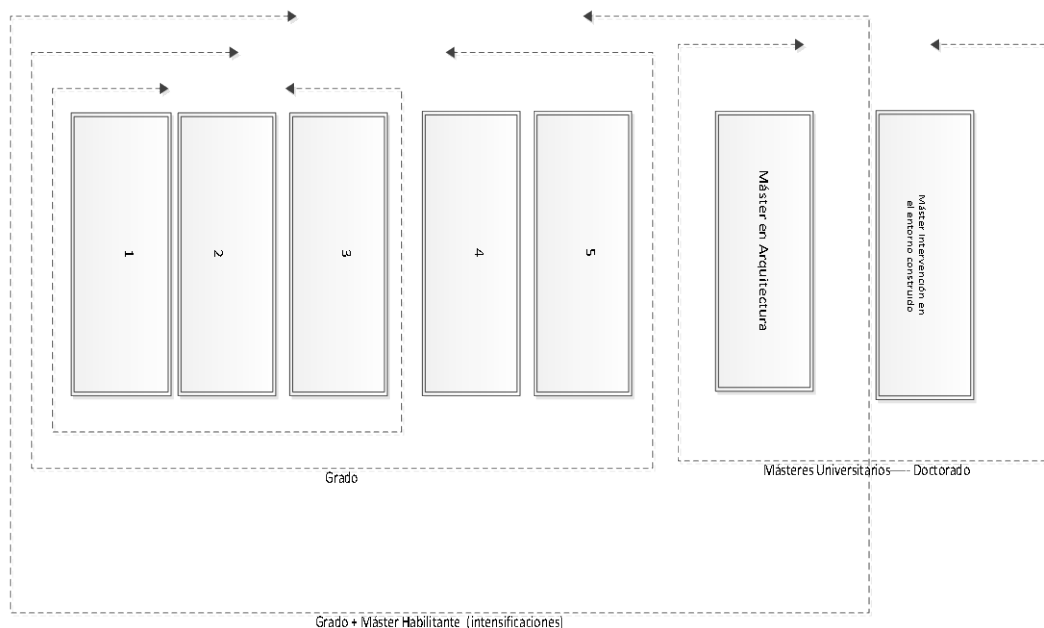 1
2
3
4
5
Máster en Arquitectura
Máster Intervención en
el entorno construido
Grado
Másteres Universitarios----- Doctorado
Grado + Máster Habilitante (intensificaciones)